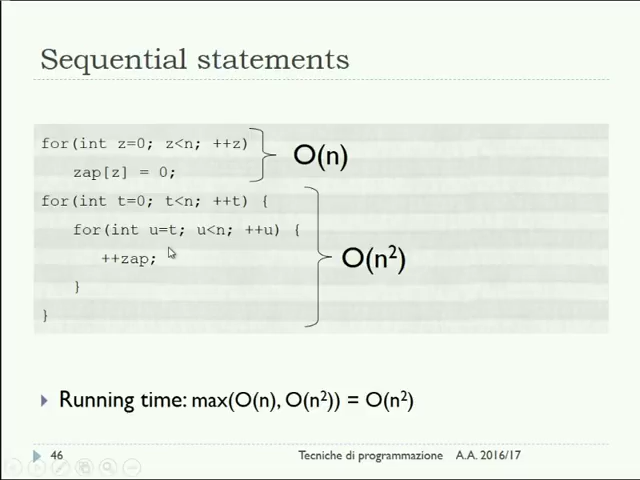 Sequential statements
for(int z=0; z<n; ++z)
zap[z] = 0;
O(n)
for(int t=0; t<n; ++t) {
for(int u=t; u<n; ++u) {
++zap;
}
}
O(n²)
Running time: max(O(n), O(n²)) = O(n²)
46
Tecniche di programmazione A.A. 2016/17